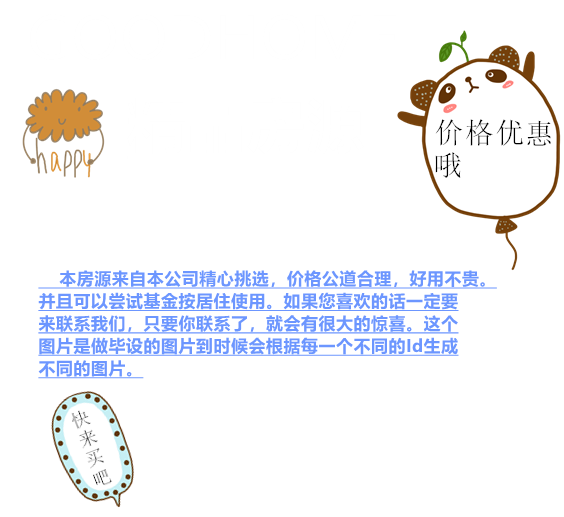 价格优惠
哦
happy
本房源来自本公司精心挑选，价格公道合理，好用不贵。
并且可以尝试基金按居住使用。如果您喜欢的话一定要
来联系我们，只要你联系了，就会有很大的惊喜。这个
图片是做毕设的图片到时候会根据每一个不同的Id生成
不同的图片。
快来买吧